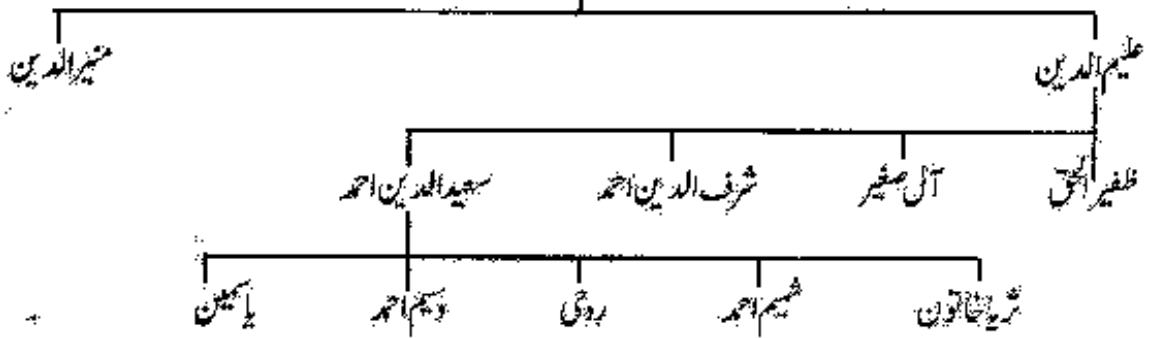 علیم الدین منیر الدین
ظفیر الحق آل صغیر شرف الدین احمد سعید الدین احمد
ثریا خاتون شمیم احمد روحی وسیم احمد یاسمین